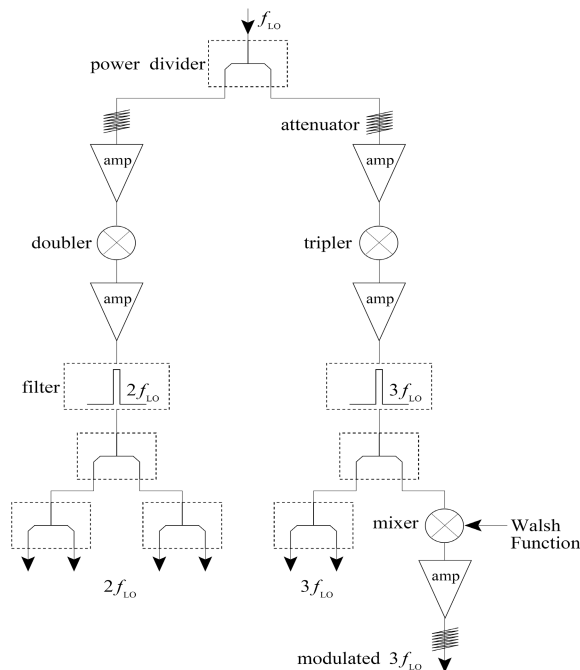 f_LO
power divider
attenuator
amp
amp
doubler
tripler
amp
amp
filter
2f_LO
3f_LO
mixer
Walsh
Function
amp
2f_LO
3f_LO
modulated 3f_LO